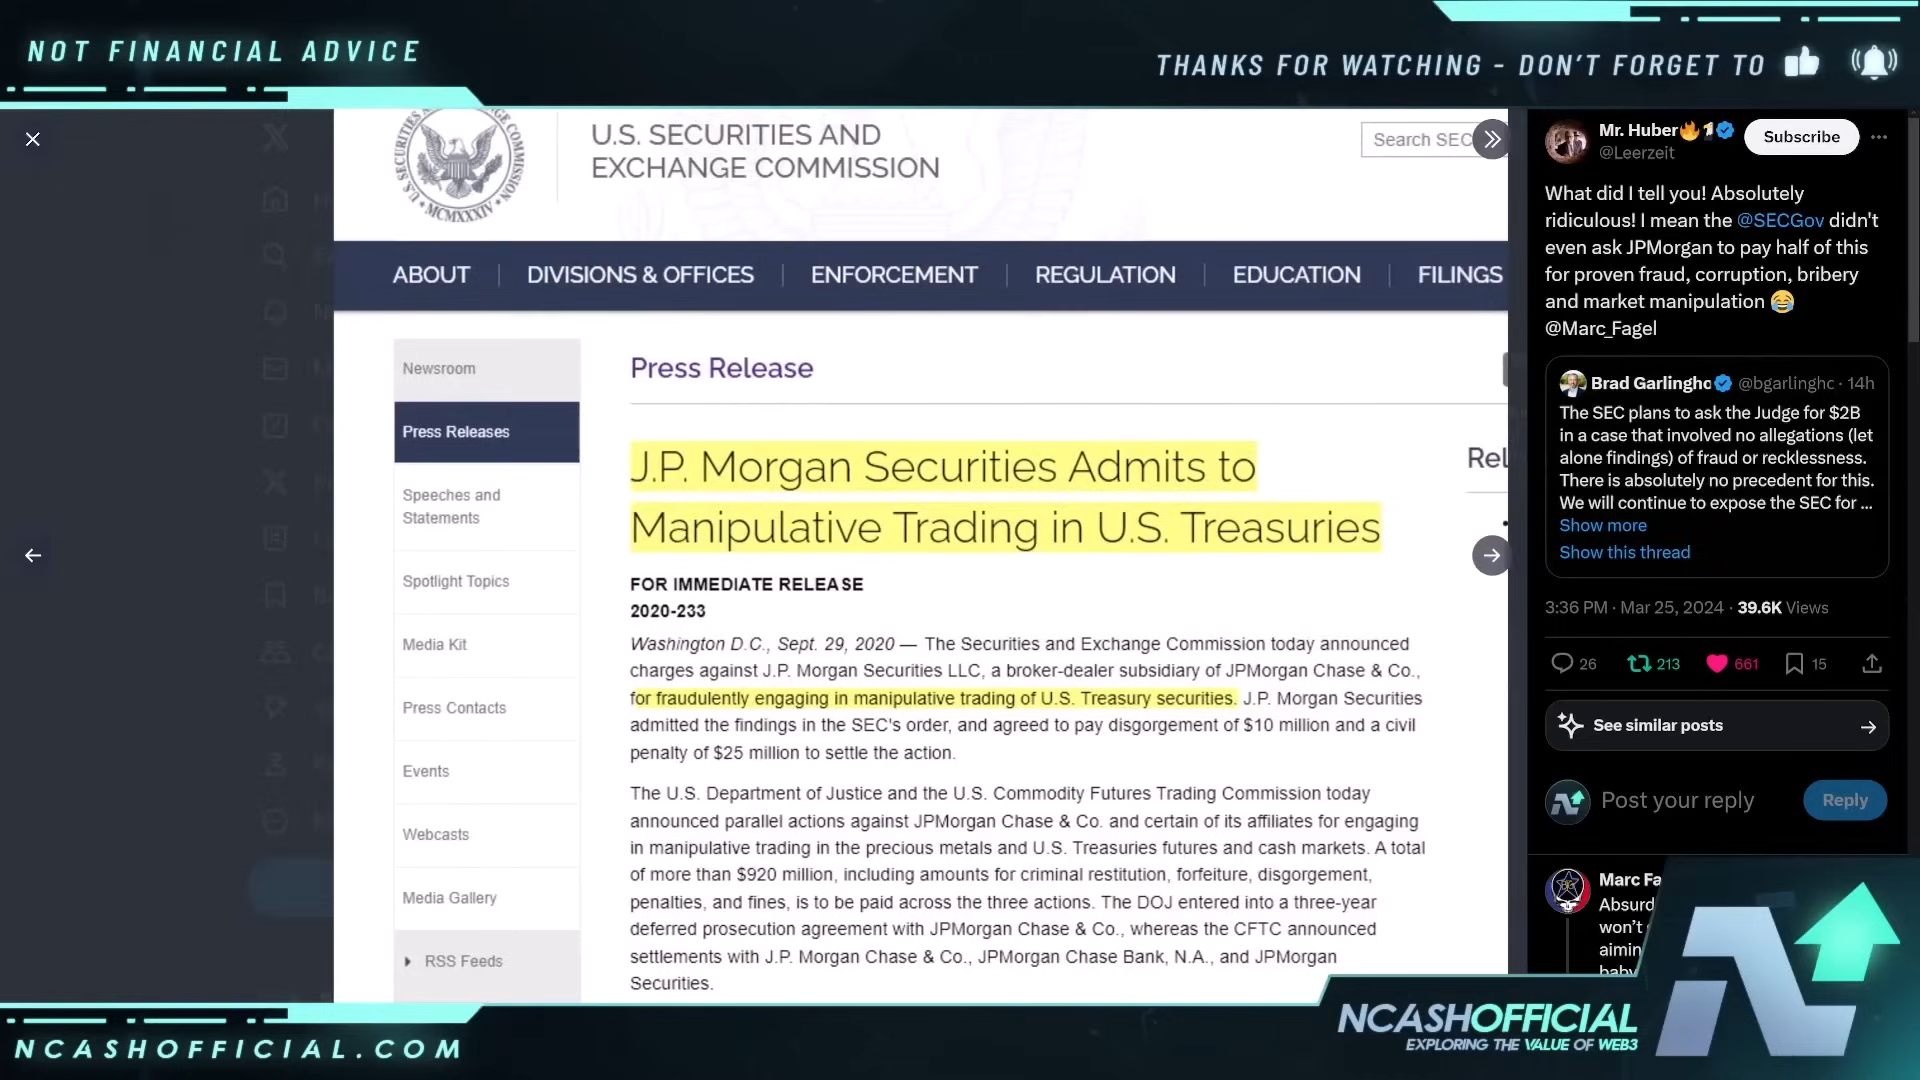 NOT FINANCIAL ADVICE
THANKS FOR WATCHING - DON'T FORGET TO
U.S. SECURITIES AND
EXCHANGE COMMISSION
MCMXXXIV
Search SEC
ABOUT
DIVISIONS & OFFICES
ENFORCEMENT
REGULATION
EDUCATION
FILINGS
Newsroom
Press Releases
Speeches and
Statements
Spotlight Topics
Media Kit
Press Contacts
Events
Webcasts
Media Gallery
RSS Feeds
Press Release
J.P. Morgan Securities Admits to
Manipulative Trading in U.S. Treasuries
Rel
FOR IMMEDIATE RELEASE
2020-233
Washington D.C., Sept. 29, 2020 — The Securities and Exchange Commission today announced
charges against J.P. Morgan Securities LLC, a broker-dealer subsidiary of JPMorgan Chase & Co.,
for fraudulently engaging in manipulative trading of U.S. Treasury securities. J.P. Morgan Securities
admitted the findings in the SEC's order, and agreed to pay disgorgement of $10 million and a civil
penalty of $25 million to settle the action.
The U.S. Department of Justice and the U.S. Commodity Futures Trading Commission today
announced parallel actions against JPMorgan Chase & Co. and certain of its affiliates for engaging
in manipulative trading in the precious metals and U.S. Treasuries futures and cash markets. A total
of more than $920 million, including amounts for criminal restitution, forfeiture, disgorgement,
penalties, and fines, is to be paid across the three actions. The DOJ entered into a three-year
deferred prosecution agreement with JPMorgan Chase & Co., whereas the CFTC announced
settlements with J.P. Morgan Chase & Co., JPMorgan Chase Bank, N.A., and JPMorgan
Securities.
Mr. Huber🔥
@Leerzeit
Subscribe
What did I tell you! Absolutely
ridiculous! I mean the @SECGov didn't
even ask JPMorgan to pay half of this
for proven fraud, corruption, bribery
and market manipulation 😂
@Marc_Fagel
Brad Garlingho @bgarlinghc · 14h
The SEC plans to ask the Judge for $2B
in a case that involved no allegations (let
alone findings) of fraud or recklessness.
There is absolutely no precedent for this.
We will continue to expose the SEC for ...
Show more
Show this thread
3:36 PM · Mar 25, 2024 · 39.6K Views
26
213
661
15
See similar posts
Post your reply
Reply
Marc Fa
Absurd
won't
aimin
baby
NCASHOFFICIAL
EXPLORING THE VALUE OF WEB3
NCASHOFFICIAL.COM